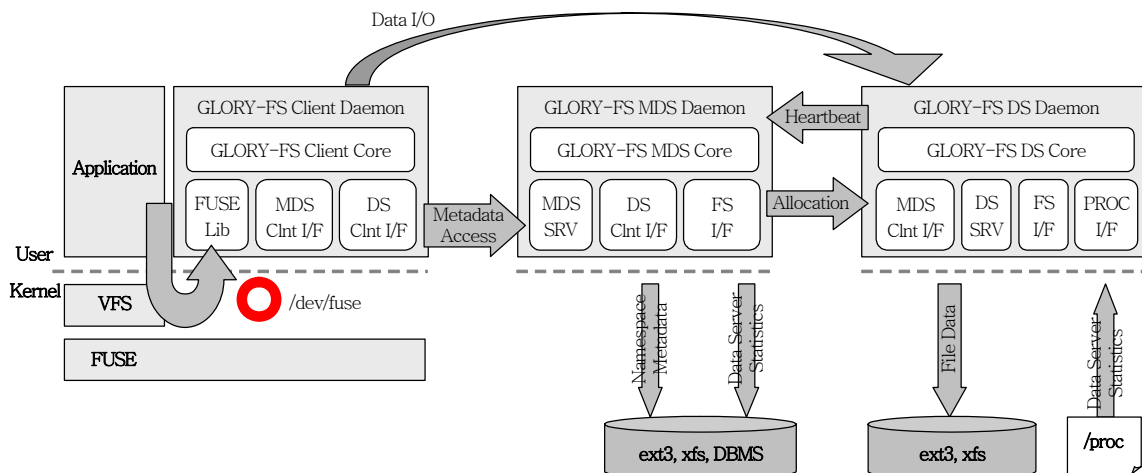 Data I/O
Application
GLORY-FS Client Daemon
GLORY-FS Client Core
FUSE
Lib
MDS
Clnt I/F
DS
Clnt I/F
Metadata
Access
GLORY-FS MDS Daemon
GLORY-FS MDS Core
MDS
SRV
DS
Clnt I/F
FS
I/F
Heartbeat
Allocation
GLORY-FS DS Daemon
GLORY-FS DS Core
MDS
Clnt I/F
DS
SRV
FS
I/F
PROC
I/F
User
Kernel
VFS
/dev/fuse
FUSE
Namespace
Metadata
Data Server
Statistics
File Data
Data Server
Statistics
ext3, xfs, DBMS
ext3, xfs
/proc